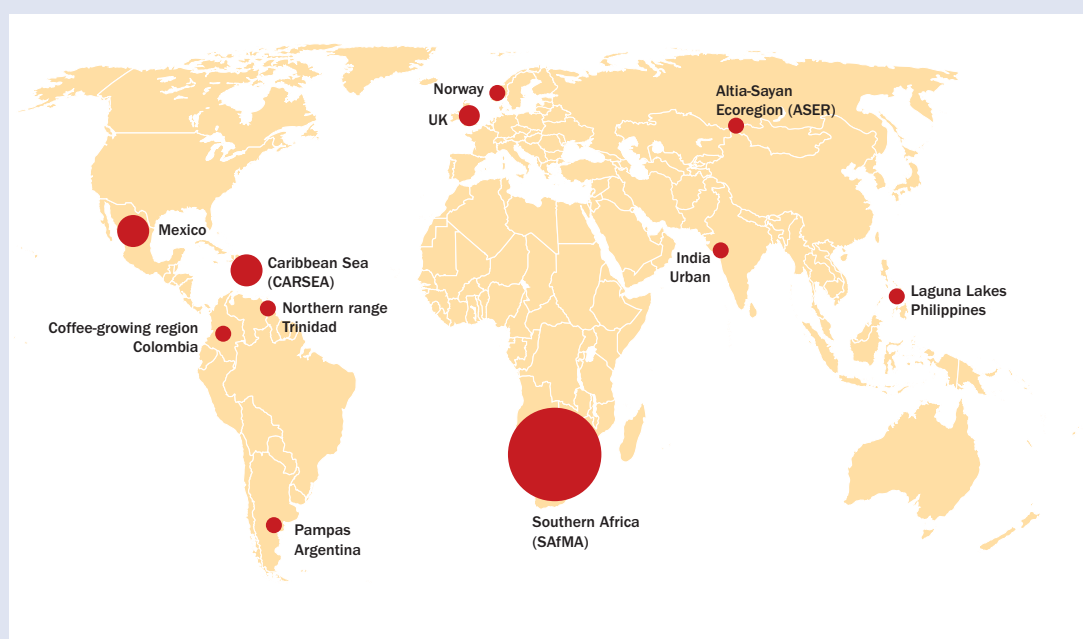 Norway
UK
Altia-Sayan
Ecoregion (ASER)
Mexico
Caribbean Sea
(CARSEA)
India
Urban
Northern range
Trinidad
Laguna Lakes
Philippines
Coffee-growing region
Colombia
Southern Africa
(SAfMA)
Pampas
Argentina